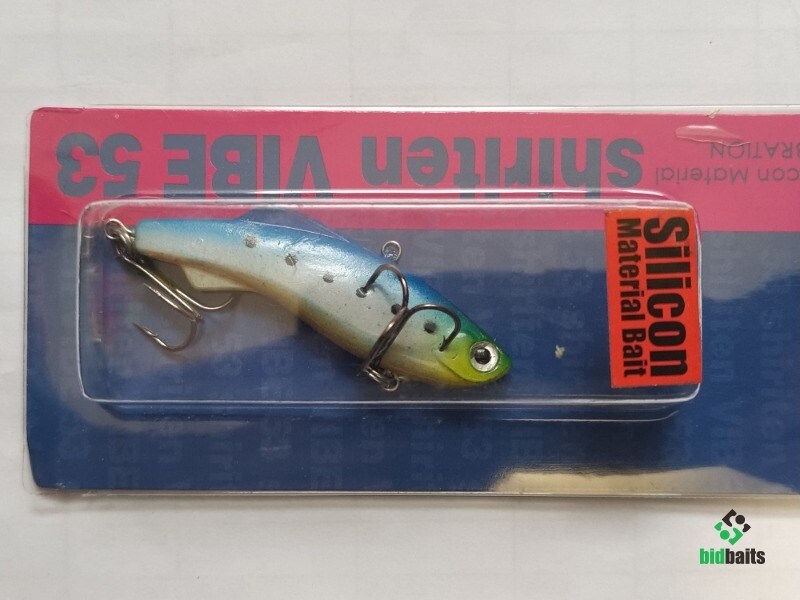 shiriten VIBE 53
con Material
BRATION
Silicon
Material Bait
bidbaits